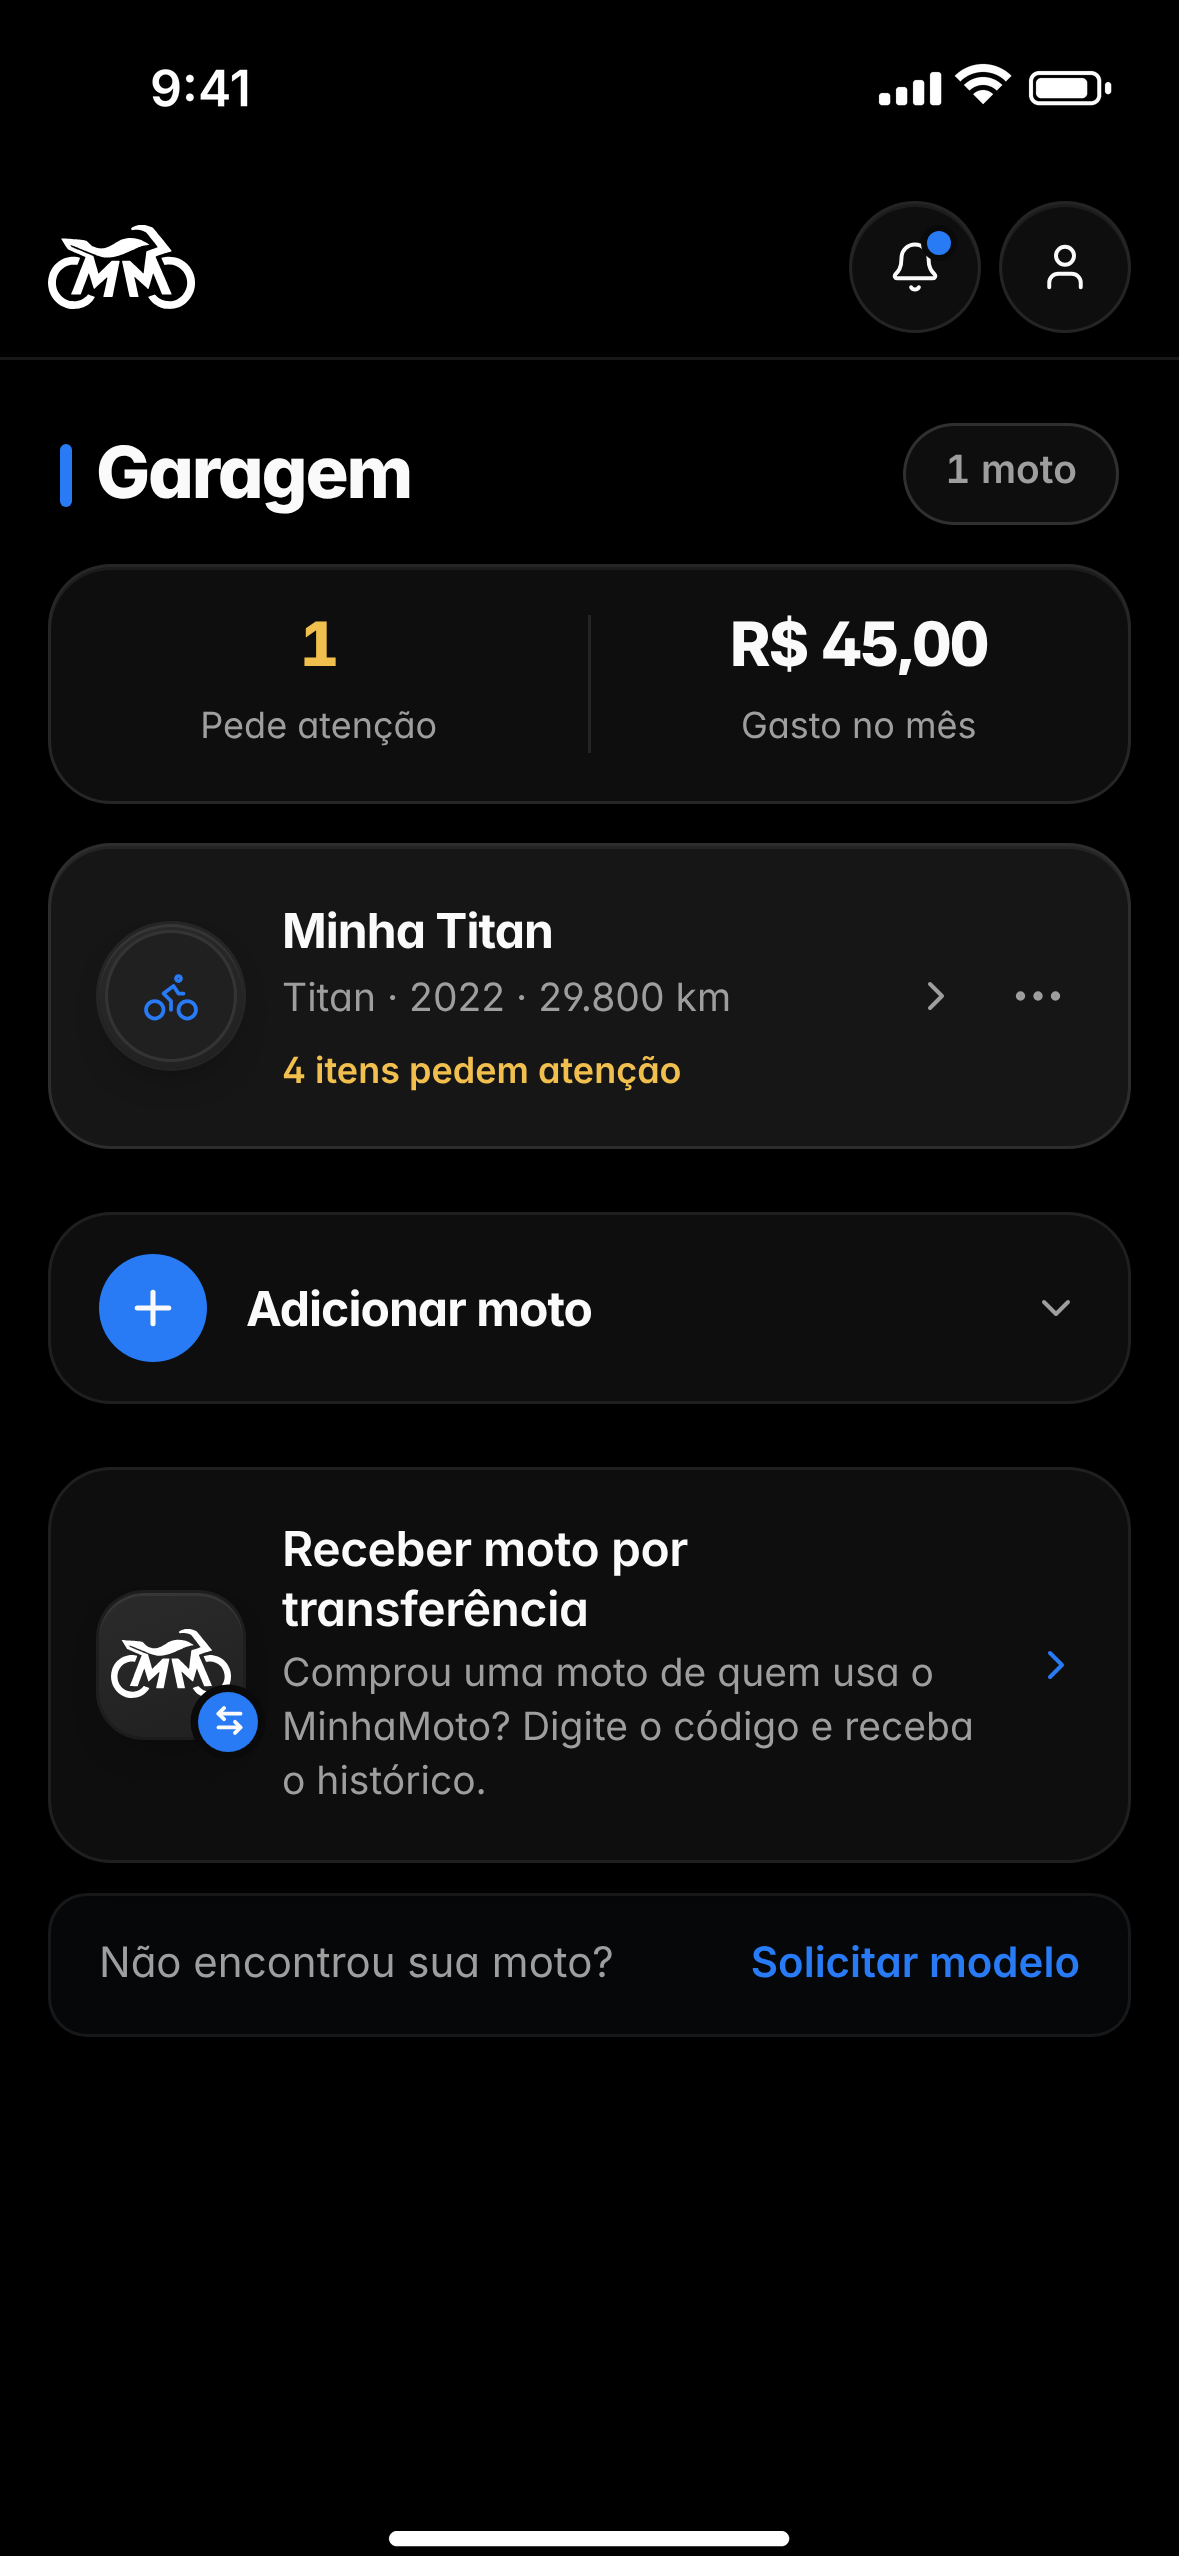 9:41
MM
Garagem
1 moto
1
Pede atenção
R$ 45,00
Gasto no mês
Minha Titan
Titan · 2022 · 29.800 km
4 itens pedem atenção
Adicionar moto
Receber moto por
transferência
MM
Comprou uma moto de quem usa o
MinhaMoto? Digite o código e receba
o histórico.
Não encontrou sua moto?
Solicitar modelo